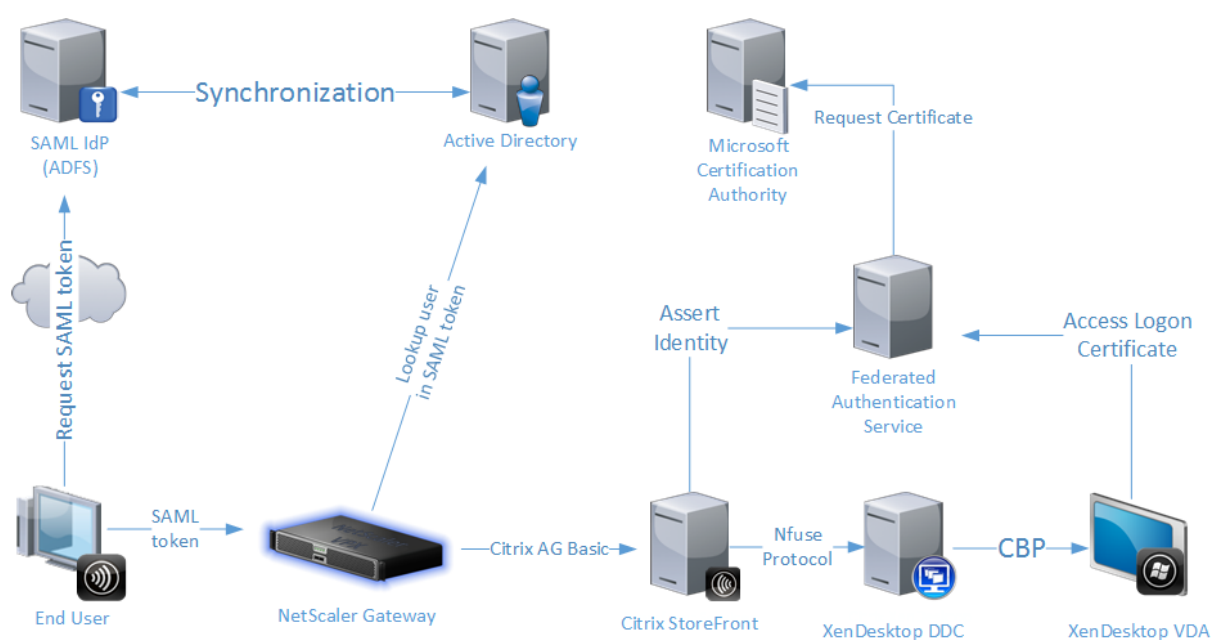 Synchronization
SAML IdP
(ADFS)
Active Directory
Request Certificate
Microsoft
Certification
Authority
Request SAML token
Lookup user
in SAML token
Assert
Identity
Access Logon
Certificate
Federated
Authentication
Service
SAML
token
NetScaler
VPX
Citrix AG Basic
Nfuse
Protocol
CBP
End User
NetScaler Gateway
Citrix StoreFront
XenDesktop DDC
XenDesktop VDA